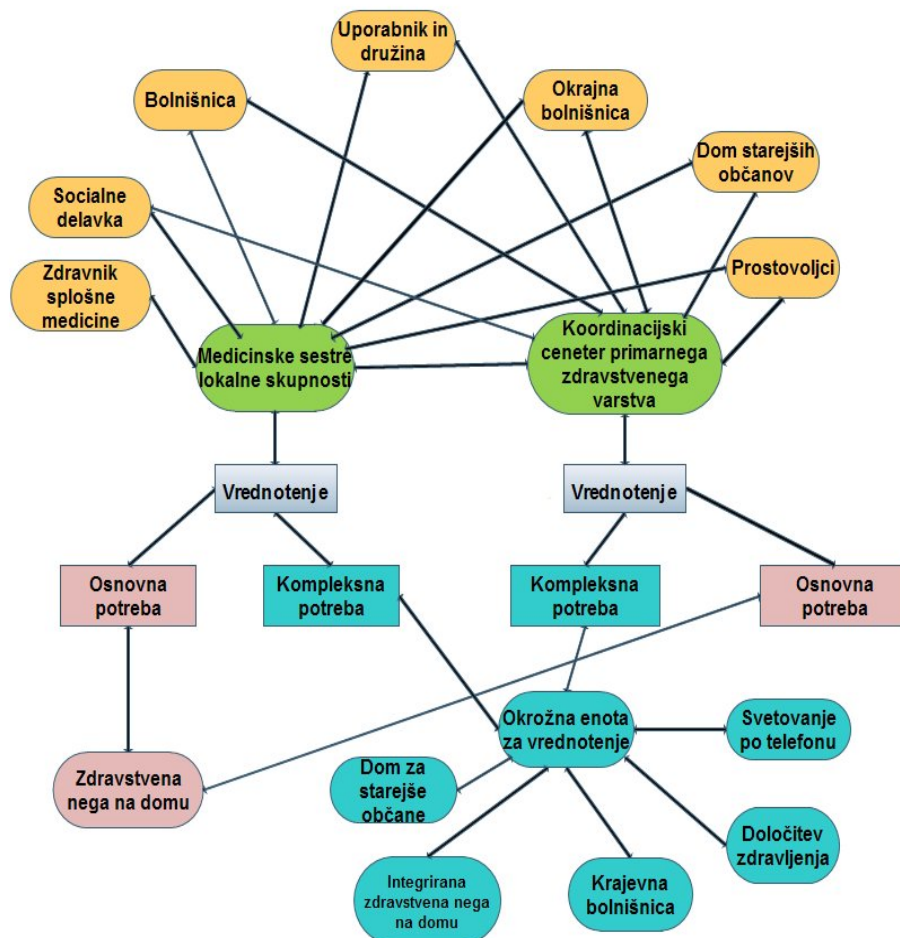 Uporabnik in
družina
Bolnišnica
Okrajna
bolnišnica
Dom starejših
občanov
Socialne
delavka
Prostovoljci
Zdravnik
splošne
medicine
Medicinske sestre
lokalne skupnosti
Koordinacijski
ceneter primarnega
zdravstvenega
varstva
Vrednotenje
Vrednotenje
Osnovna
potreba
Kompleksna
potreba
Kompleksna
potreba
Osnovna
potreba
Okrožna enota
za vrednotenje
Svetovanje
po telefonu
Zdravstvena
nega na domu
Dom za
starejše
občane
Določitev
zdravljenja
Integrirana
zdravstvena nega
na domu
Krajevna
bolnišnica